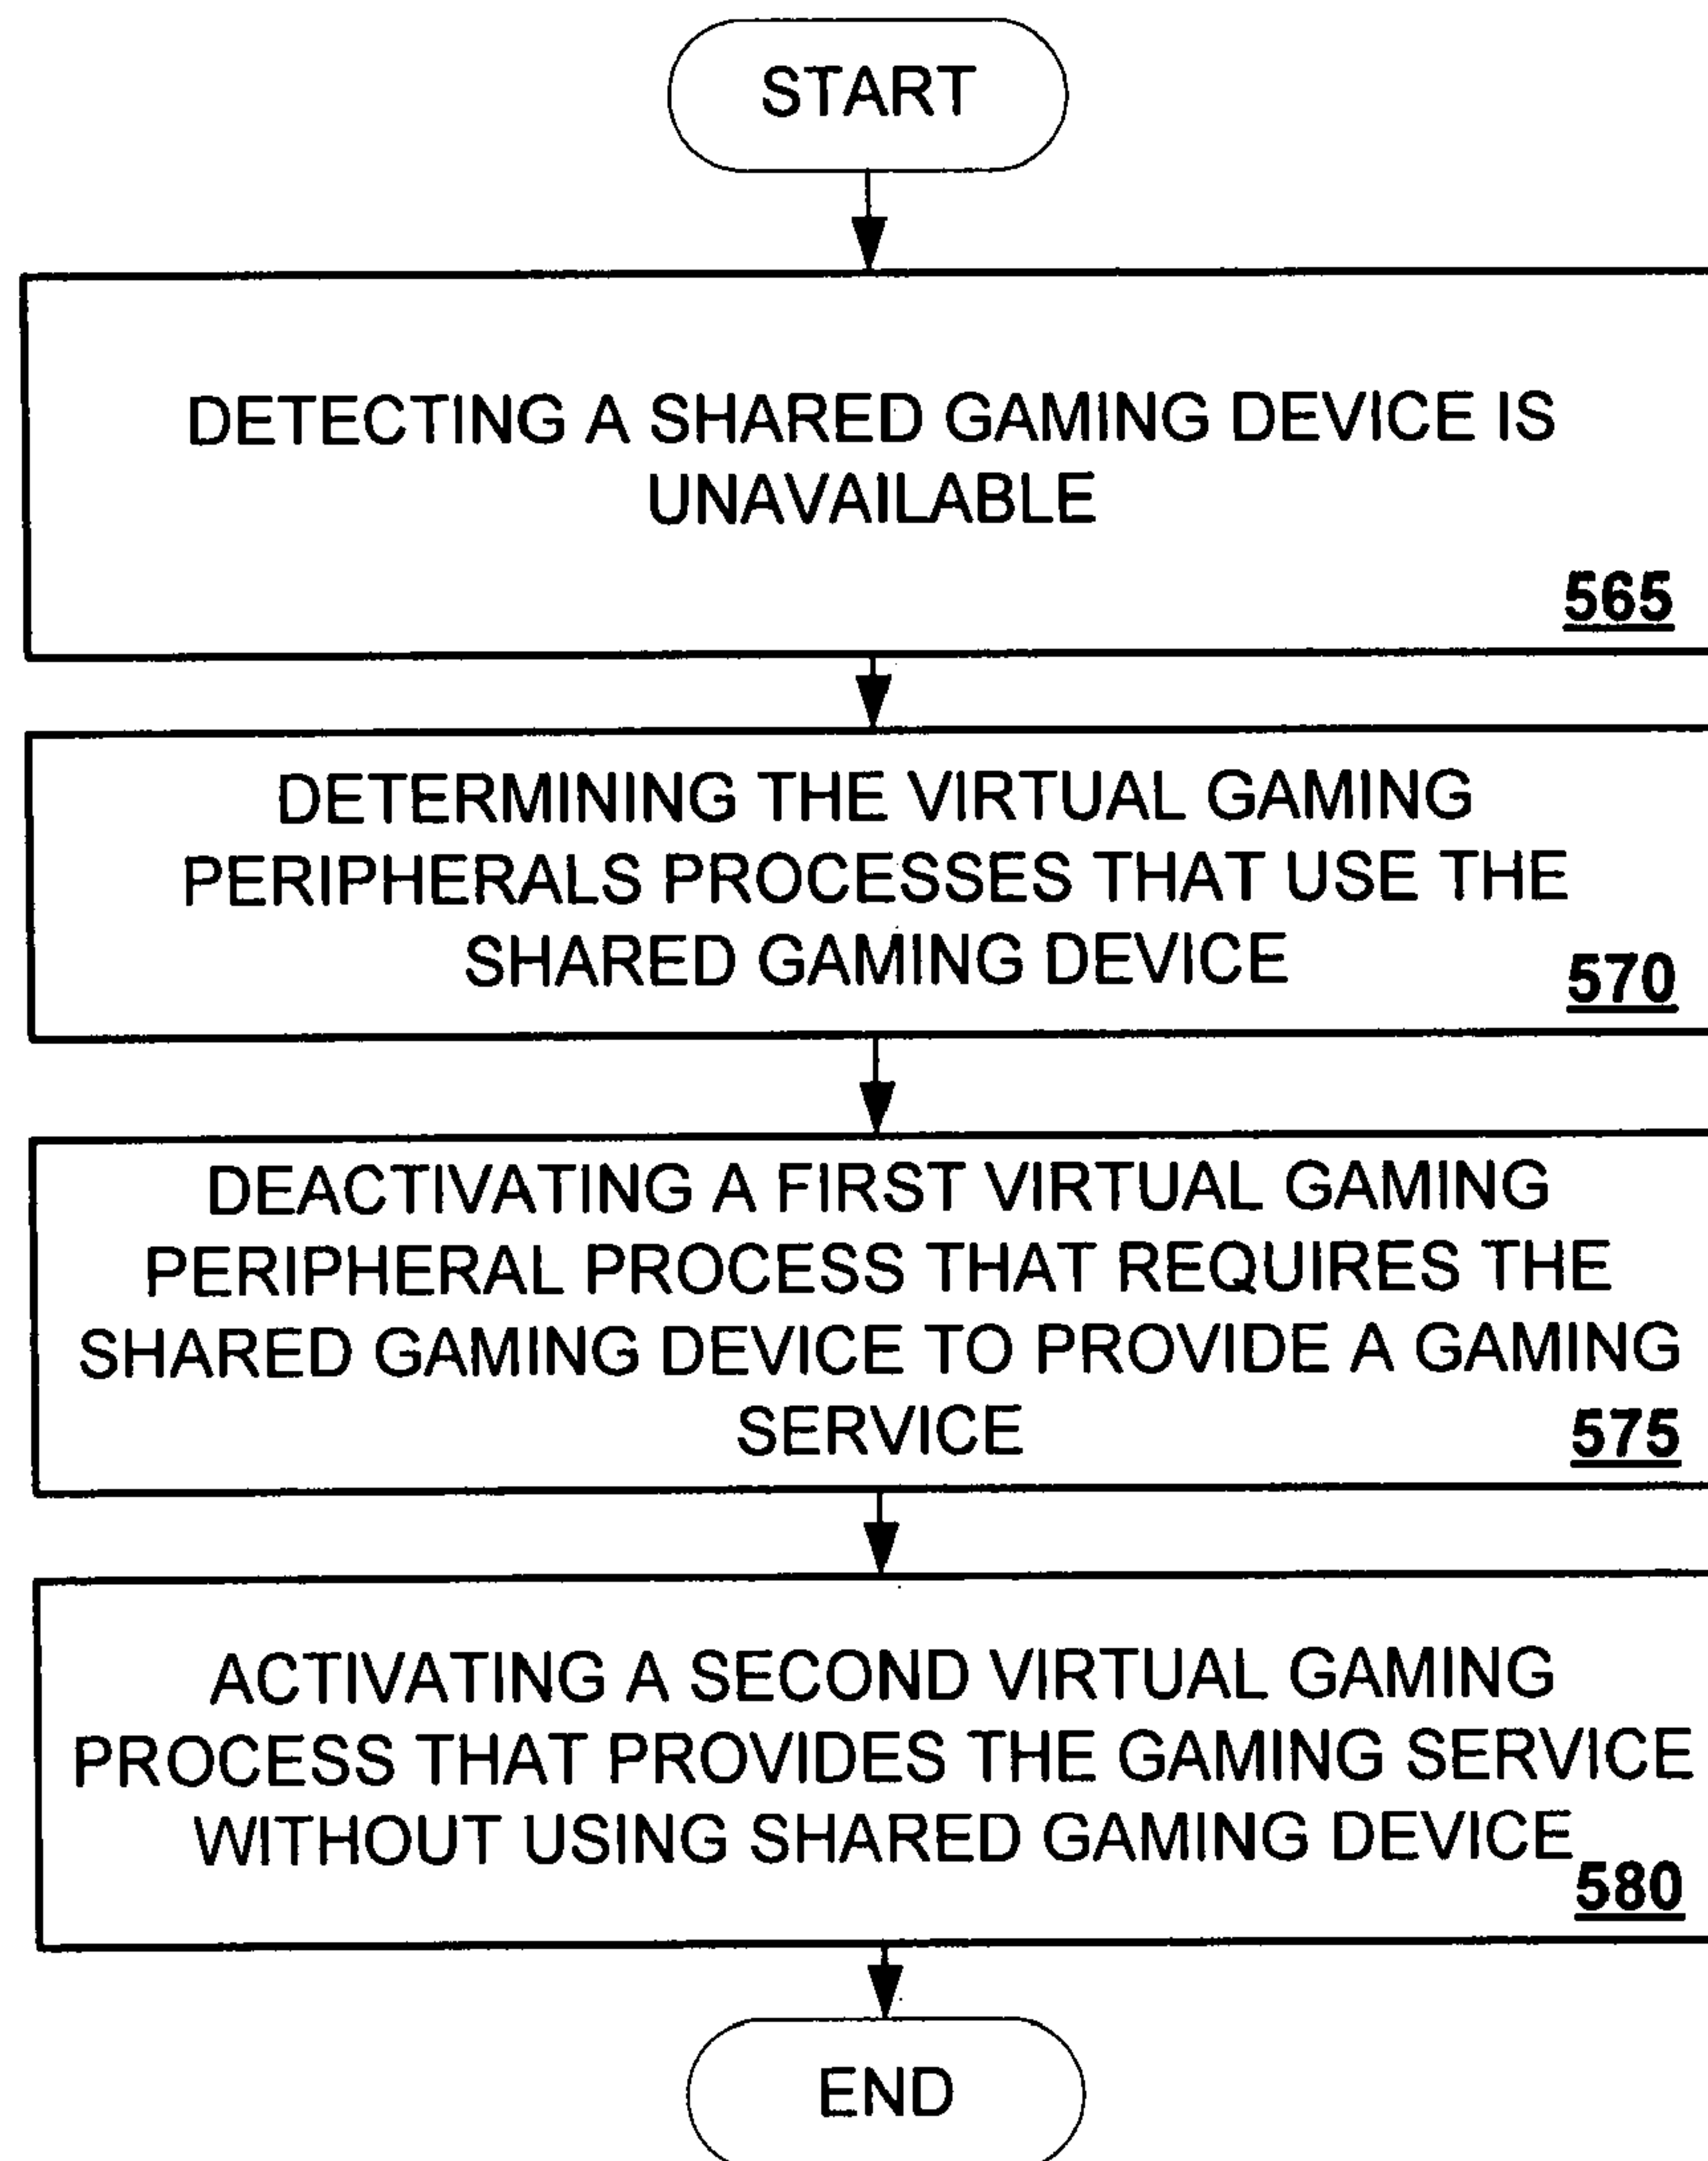 START
DETECTING A SHARED GAMING DEVICE IS
UNAVAILABLE
565
DETERMINING THE VIRTUAL GAMING
PERIPHERALS PROCESSES THAT USE THE
SHARED GAMING DEVICE
570
DEACTIVATING A FIRST VIRTUAL GAMING
PERIPHERAL PROCESS THAT REQUIRES THE
SHARED GAMING DEVICE TO PROVIDE A GAMING
SERVICE
575
ACTIVATING A SECOND VIRTUAL GAMING
PROCESS THAT PROVIDES THE GAMING SERVICE
WITHOUT USING SHARED GAMING DEVICE
580
END